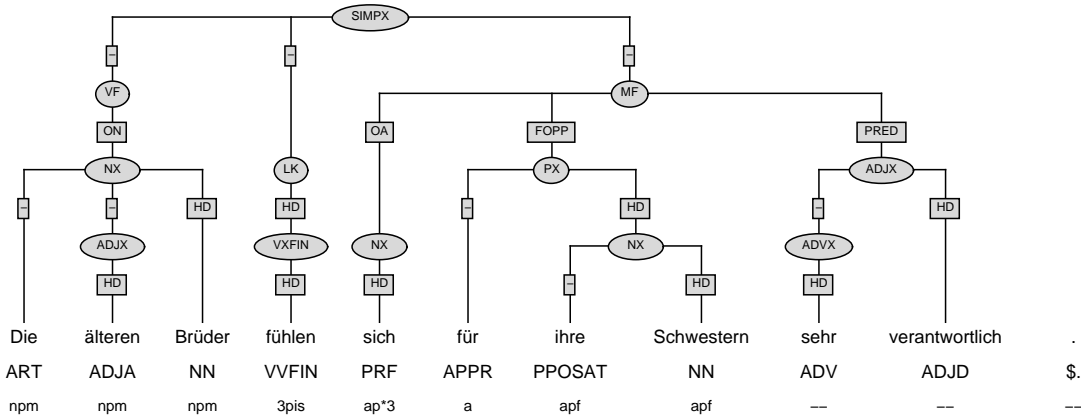 SIMPX
– – –
VF MF
ON OA FOPP PRED
NX LK PX ADJX
– – HD HD – HD – HD
ADJX VXFIN NX NX ADVX
HD HD HD – HD HD
Die älteren Brüder fühlen sich für ihre Schwestern sehr verantwortlich .
ART ADJA NN VVFIN PRF APPR PPOSAT NN ADV ADJD $.
npm npm npm 3pis ap*3 a apf apf –– –– ––